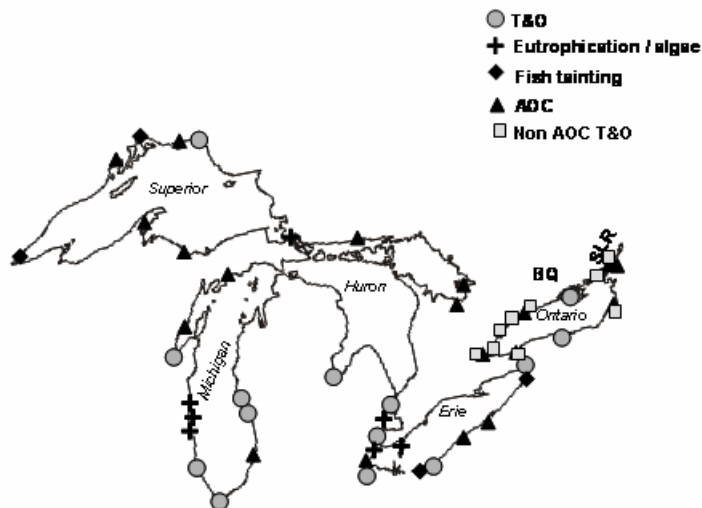 T&O
Eutrophication / algae
Fish tainting
AOC
Non AOC T&O
Superior
SLR
BQ
Huron
Ontario
Michigan
Erie